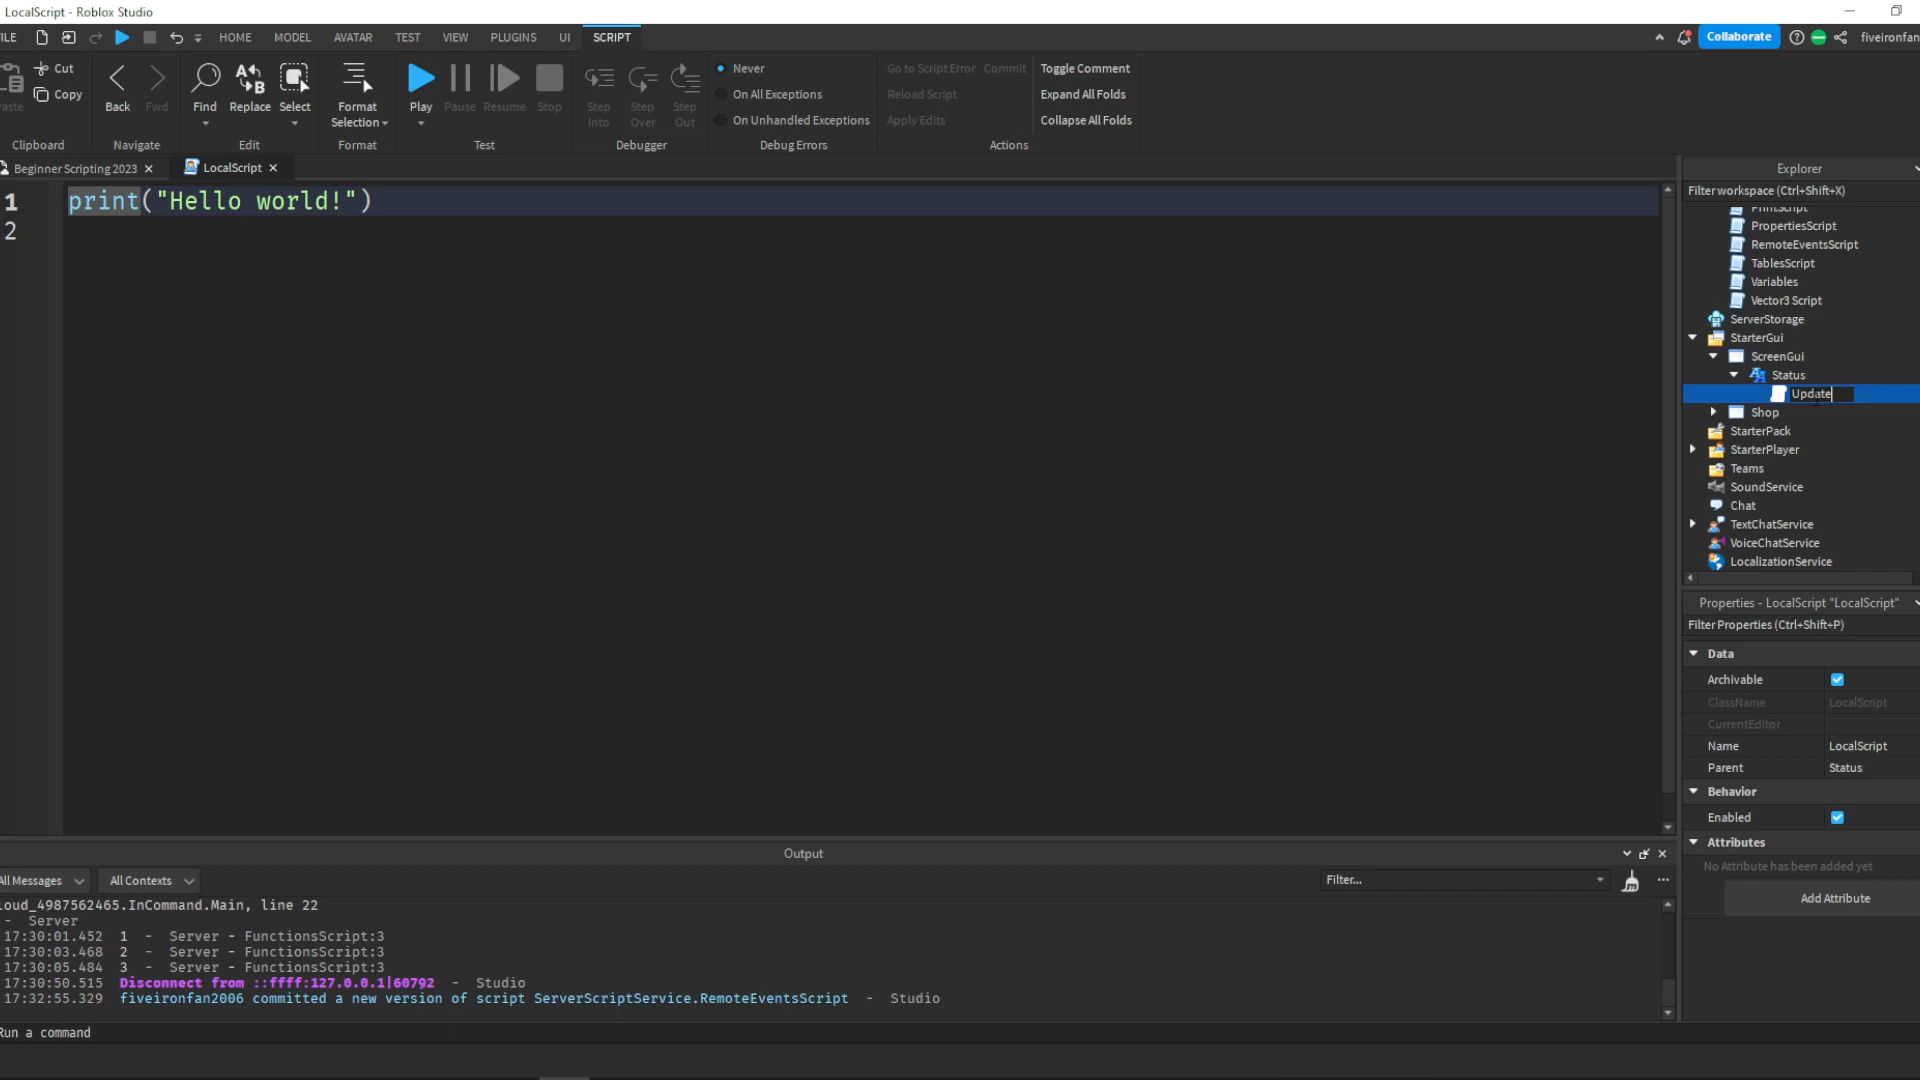 LocalScript - Roblox Studio
ILE HOME MODEL AVATAR TEST VIEW PLUGINS UI SCRIPT Collaborate fiveironfan
Cut
Copy
Back Fwd
Find Replace Select
Format
Selection
Play Pause Resume Stop
Step
Into
Step
Over
Step
Out
Never
On All Exceptions
On Unhandled Exceptions
Go to Script Error Commit
Reload Script
Apply Edits
Toggle Comment
Expand All Folds
Collapse All Folds
Clipboard Navigate Edit Format Test Debugger Debug Errors Actions
Beginner Scripting 2023 LocalScript
1 print("Hello world!")
2
Explorer
Filter workspace (Ctrl+Shift+X)
PrintScript
PropertiesScript
RemoteEventsScript
TablesScript
Variables
Vector3 Script
ServerStorage
StarterGui
ScreenGui
Status
Update
Shop
StarterPack
StarterPlayer
Teams
SoundService
Chat
TextChatService
VoiceChatService
LocalizationService
Properties - LocalScript "LocalScript"
Filter Properties (Ctrl+Shift+P)
Data
Archivable
ClassName LocalScript
CurrentEditor
Name LocalScript
Parent Status
Behavior
Enabled
Attributes
No Attribute has been added yet
Add Attribute
Output
All Messages All Contexts Filter...
loud_4987562465.InCommand.Main, line 22
- Server
17:30:01.452 1 - Server - FunctionsScript:3
17:30:03.468 2 - Server - FunctionsScript:3
17:30:05.484 3 - Server - FunctionsScript:3
17:30:50.515 Disconnect from ::ffff:127.0.0.1|60792 - Studio
17:32:55.329 fiveironfan2006 committed a new version of script ServerScriptService.RemoteEventsScript - Studio
Run a command